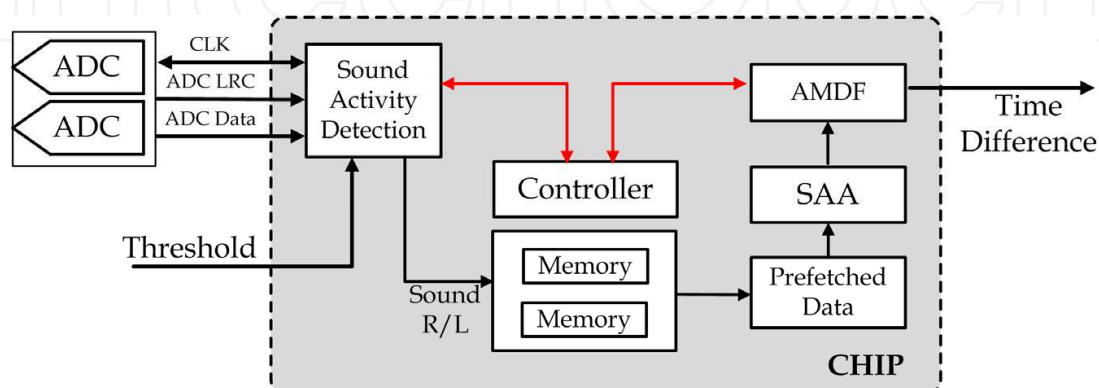 ADC
ADC
CLK
ADC LRC
ADC Data
Sound
Activity
Detection
Threshold
Controller
Sound
R/L
Memory
Memory
AMDF
SAA
Prefetched
Data
Time
Difference
CHIP